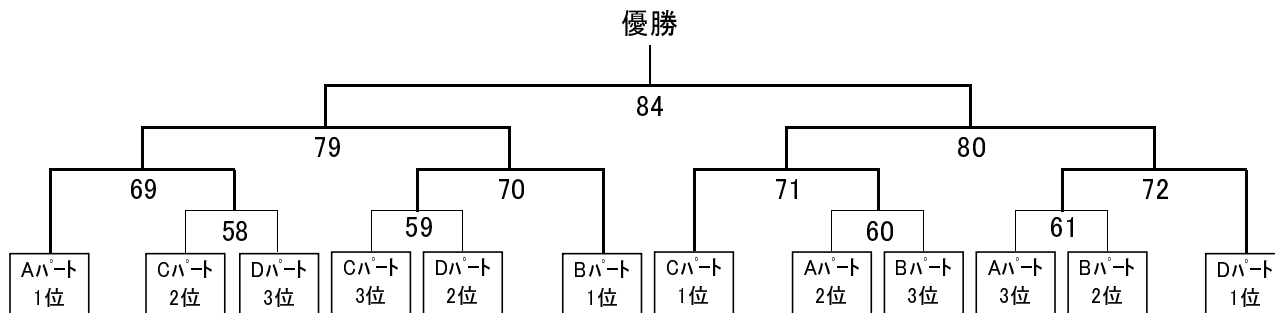 優勝
84
79
80
69
70
71
72
58
59
60
61
Aパート
1位
Cパート
2位
Dパート
3位
Cパート
3位
Dパート
2位
Bパート
1位
Cパート
1位
Aパート
2位
Bパート
3位
Aパート
3位
Bパート
2位
Dパート
1位